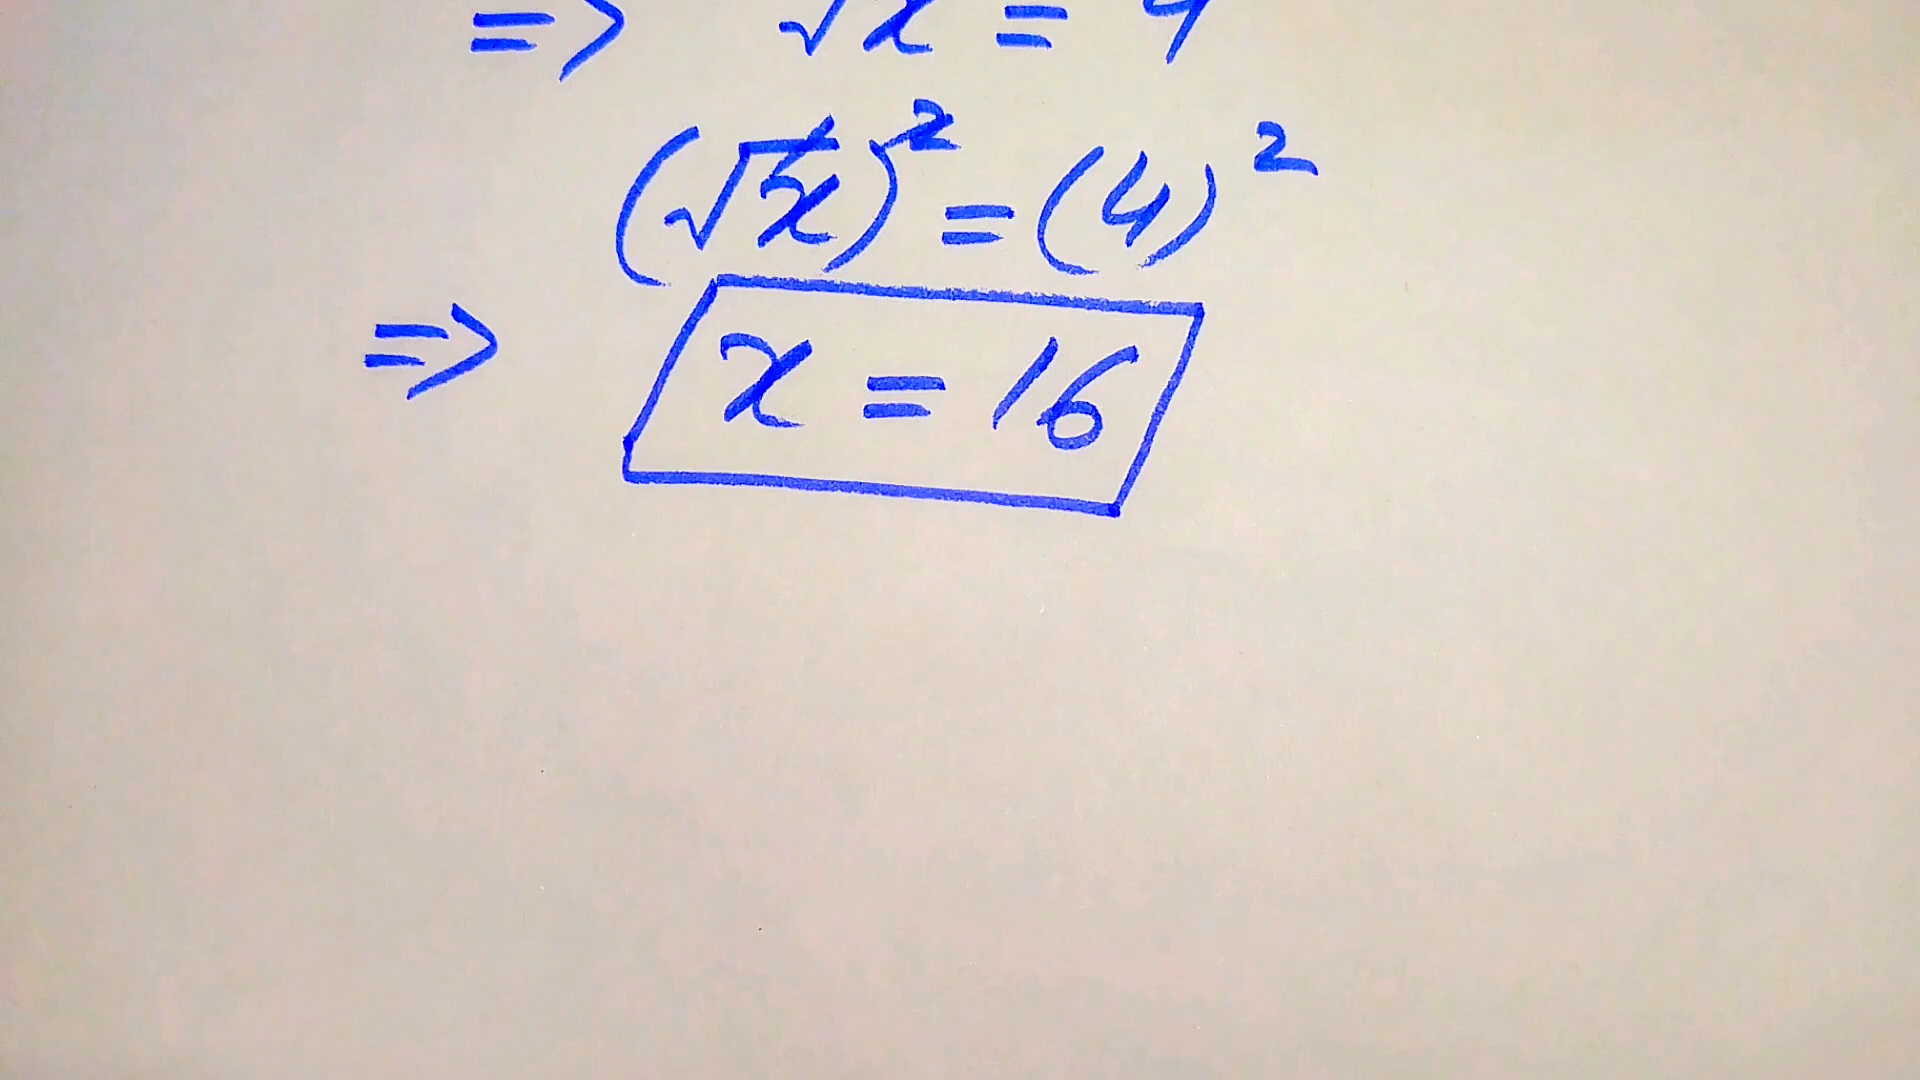 => √x = 4
(√x)² = (4)²
=> x = 16